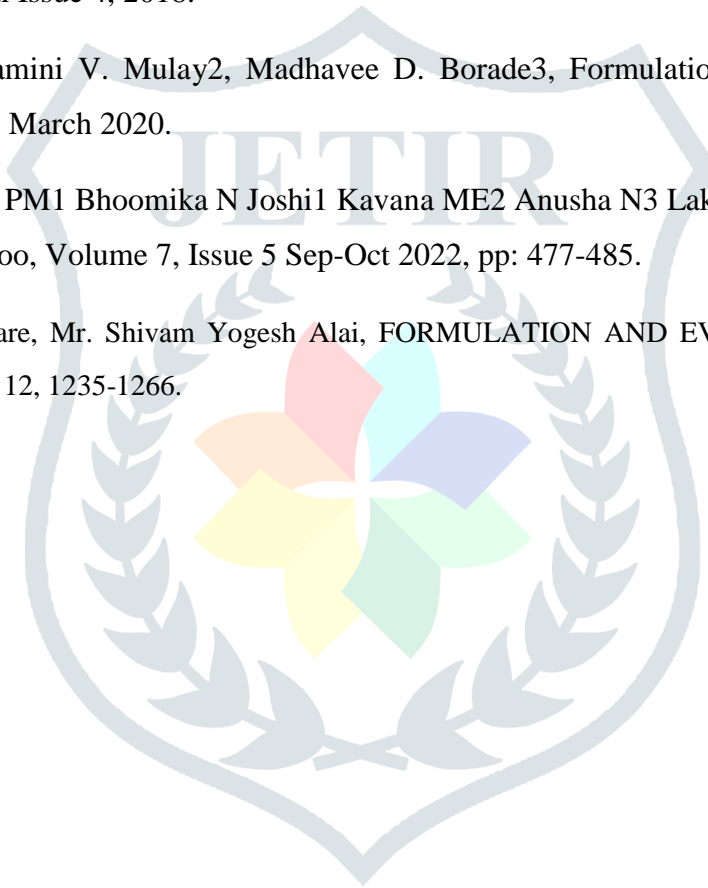 Issue 4, 2018.
amini V. Mulay2, Madhavee D. Borade3, Formulatio
March 2020.
JETIR
PM1 Bhoomika N Joshi1 Kavana ME2 Anusha N3 Lak
oo, Volume 7, Issue 5 Sep-Oct 2022, pp: 477-485.
are, Mr. Shivam Yogesh Alai, FORMULATION AND EV
12, 1235-1266.